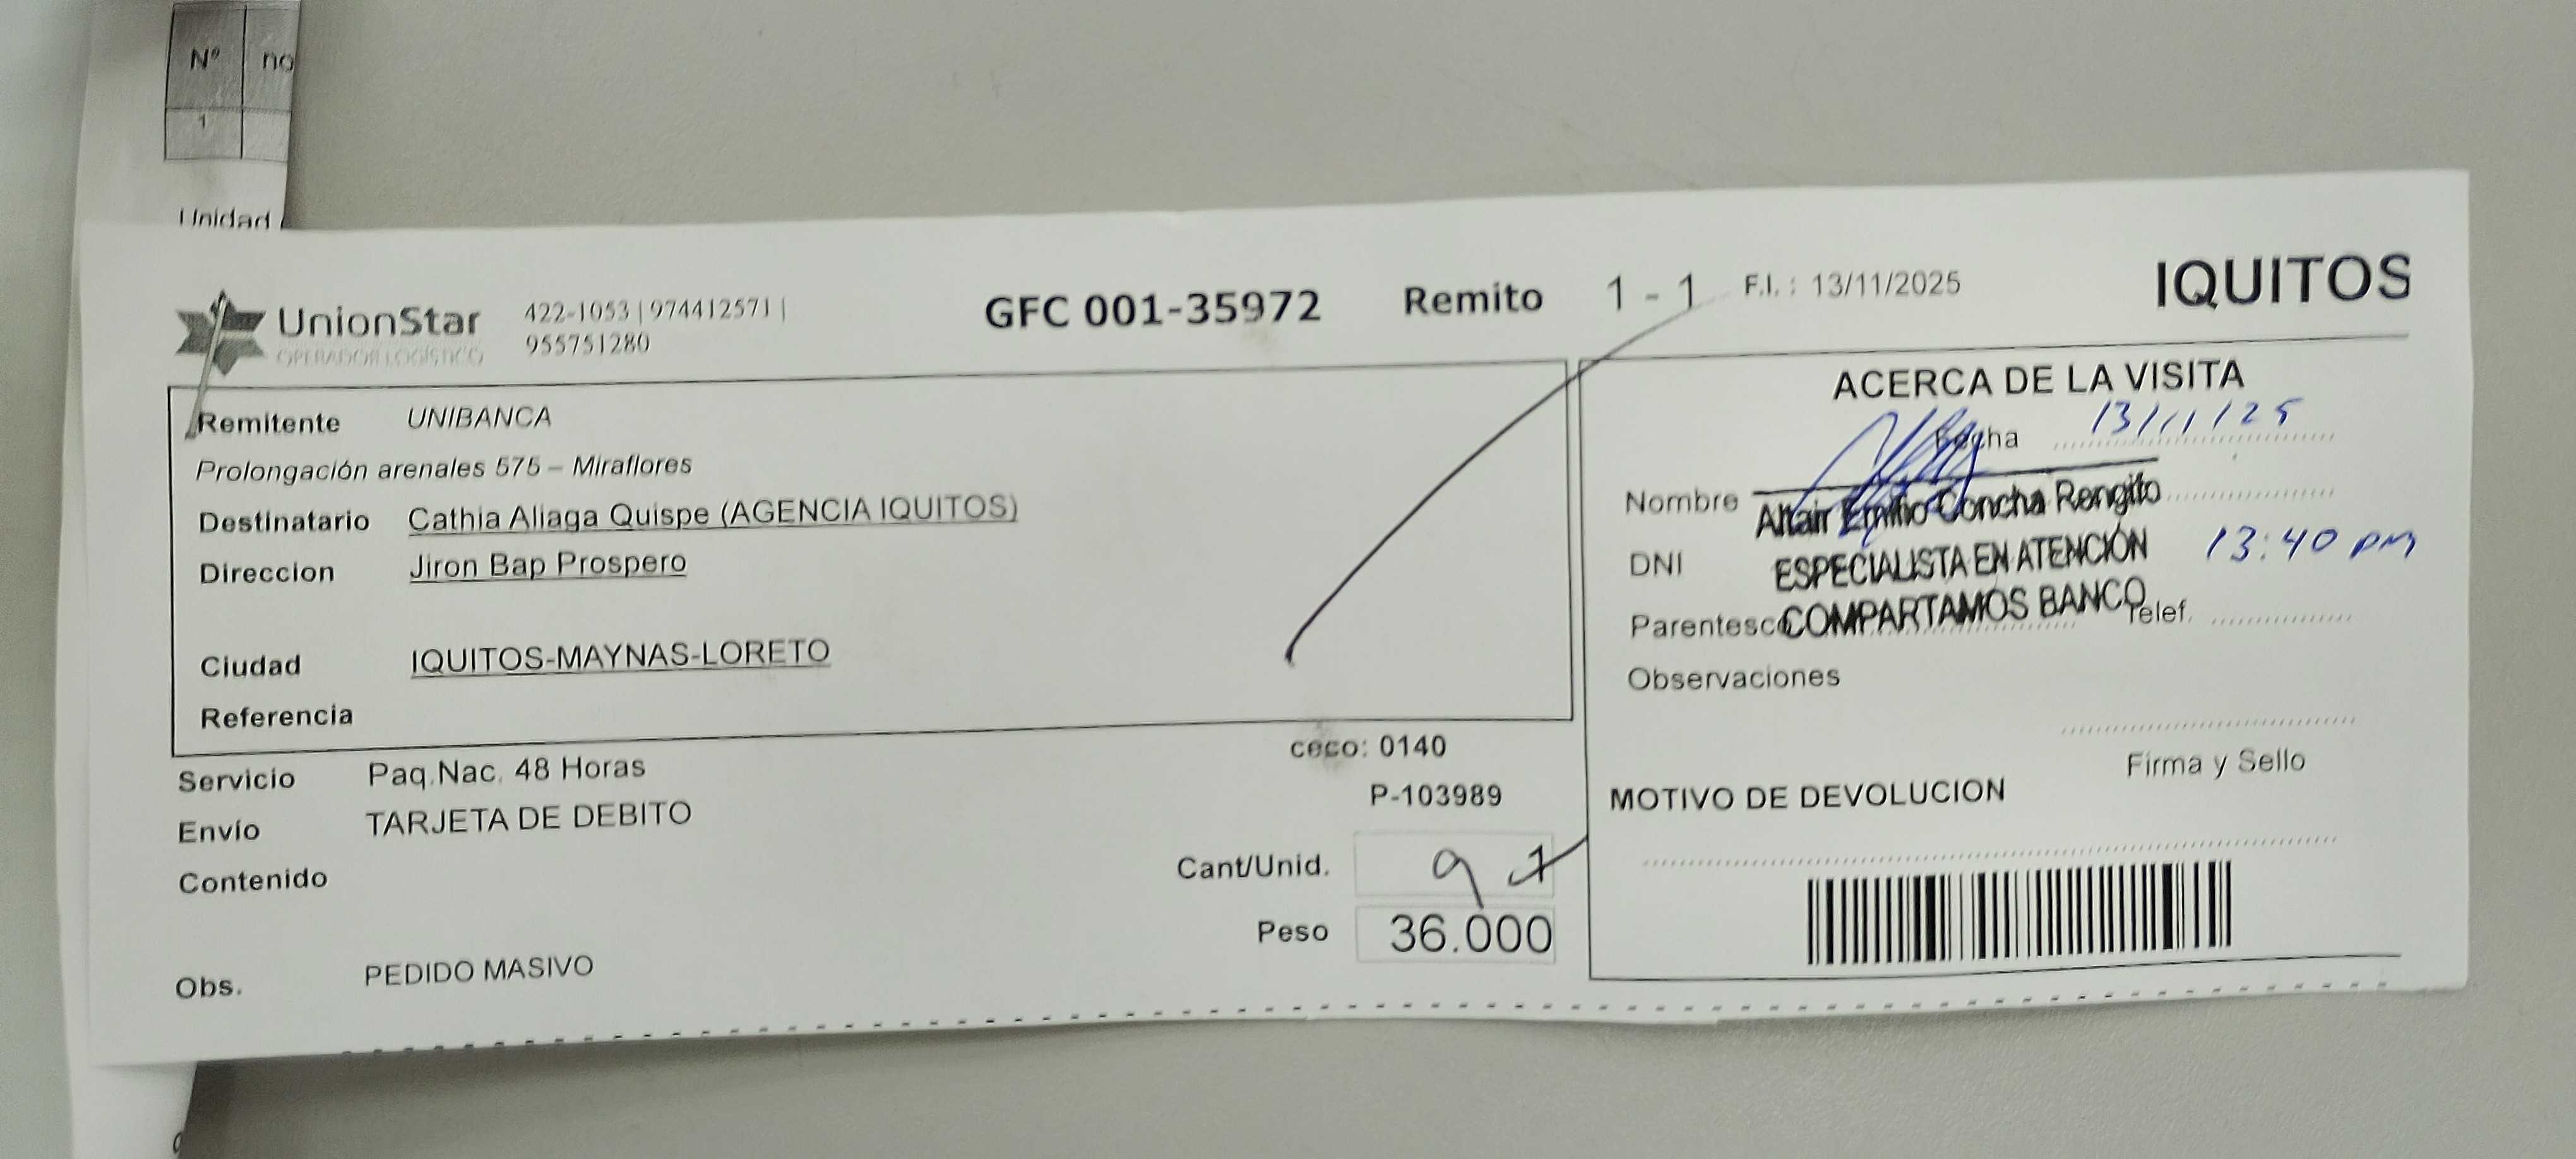 Nº no
1
Unidad
UnionStar
OPERADOR LOGÍSTICO
422-1053 | 974412571 |
955751280
GFC 001-35972 Remito 1 - 1 F.I. : 13/11/2025 IQUITOS
Remitente UNIBANCA
Prolongación arenales 575 – Miraflores
Destinatario Cathia Aliaga Quispe (AGENCIA IQUITOS)
Direccion Jiron Bap Prospero
Ciudad IQUITOS-MAYNAS-LORETO
Referencia
Servicio Paq.Nac. 48 Horas
ceco: 0140
Envío TARJETA DE DEBITO
P-103989
Contenido
Cant/Unid.
Peso 36.000
Obs. PEDIDO MASIVO
ACERCA DE LA VISITA
Fecha 13/11/25
Nombre Altair Emilio Concha Rengifo
DNI ESPECIALISTA EN ATENCIÓN 13:40 pm
Parentesco COMPARTAMOS BANCO Telef.
Observaciones
Firma y Sello
MOTIVO DE DEVOLUCION